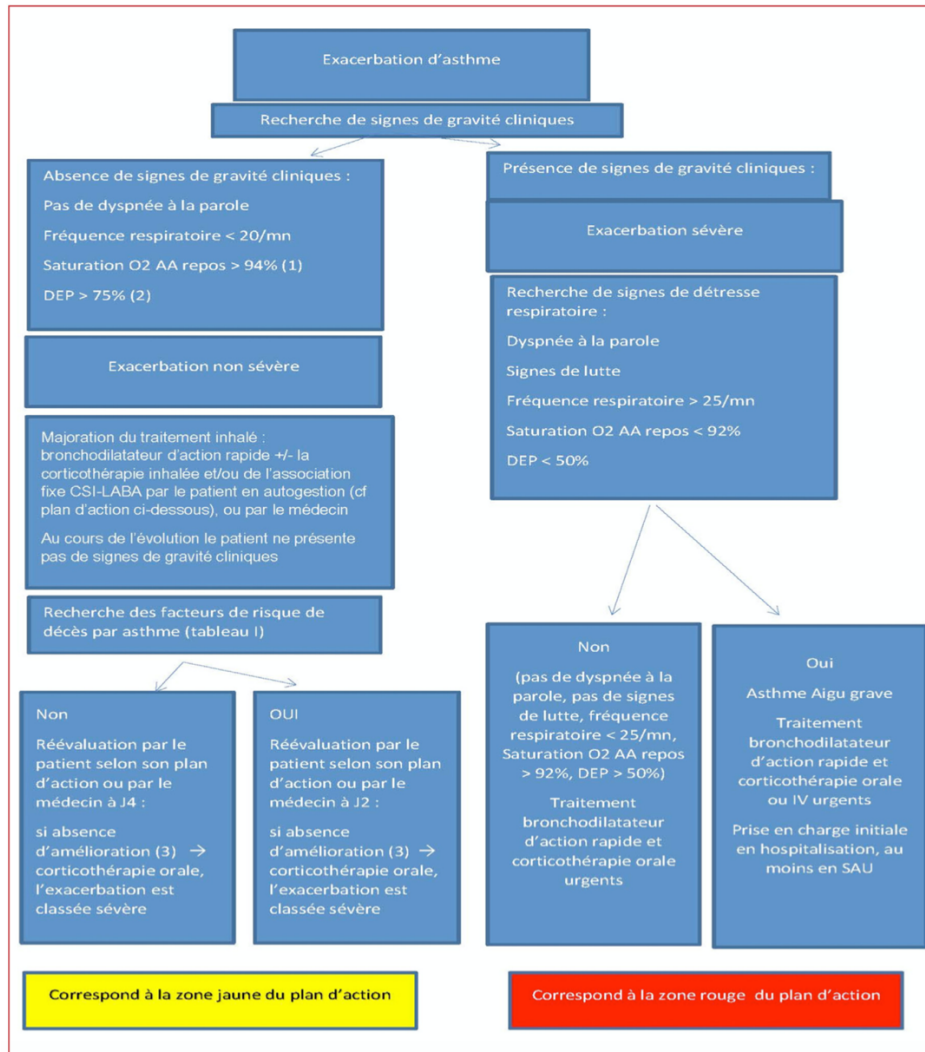 Exacerbation d'asthme
Recherche de signes de gravité cliniques
Absence de signes de gravité cliniques :
Pas de dyspnée à la parole
Fréquence respiratoire < 20/mn
Saturation O2 AA repos > 94% (1)
DEP > 75% (2)
Exacerbation non sévère
Majoration du traitement inhalé :
bronchodilatateur d'action rapide +/- la
corticothérapie inhalée et/ou de l'association
fixe CSI-LABA par le patient en autogestion (cf
plan d'action ci-dessous), ou par le médecin
Au cours de l'évolution le patient ne présente
pas de signes de gravité cliniques
Recherche des facteurs de risque de
décès par asthme (tableau I)
Non
Réévaluation par le
patient selon son plan
d'action ou par le
médecin à J4 :
si absence
d'amélioration (3) →
corticothérapie orale,
l'exacerbation est
classée sévère
OUI
Réévaluation par le
patient selon son plan
d'action ou par le
médecin à J2 :
si absence
d'amélioration (3) →
corticothérapie orale,
l'exacerbation est
classée sévère
Correspond à la zone jaune du plan d'action
Présence de signes de gravité cliniques :
Exacerbation sévère
Recherche de signes de détresse
respiratoire :
Dyspnée à la parole
Signes de lutte
Fréquence respiratoire > 25/mn
Saturation O2 AA repos < 92%
DEP < 50%
Non
(pas de dyspnée à la
parole, pas de signes
de lutte, fréquence
respiratoire < 25/mn,
Saturation O2 AA repos
> 92%, DEP > 50%)
Traitement
bronchodilatateur
d'action rapide et
corticothérapie orale
urgents
Oui
Asthme Aigu grave
Traitement
bronchodilatateur
d'action rapide et
corticothérapie orale
ou IV urgents
Prise en charge initiale
en hospitalisation, au
moins en SAU
Correspond à la zone rouge du plan d'action